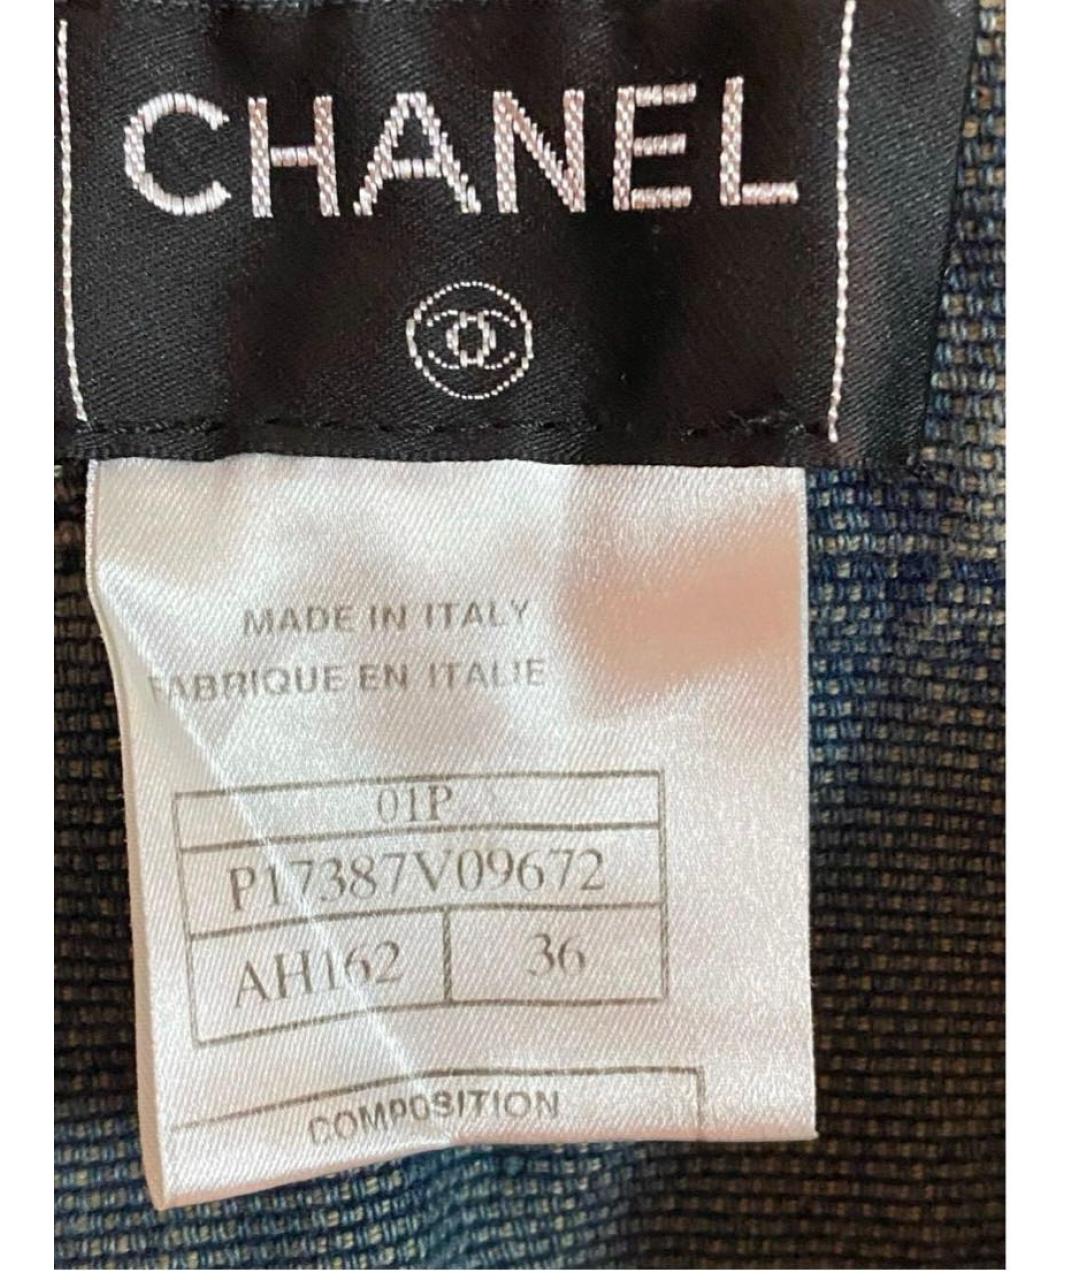 CHANEL
MADE IN ITALY
FABRIQUE EN ITALIE
01P
P17387V09672
AH162 36
COMPOSITION